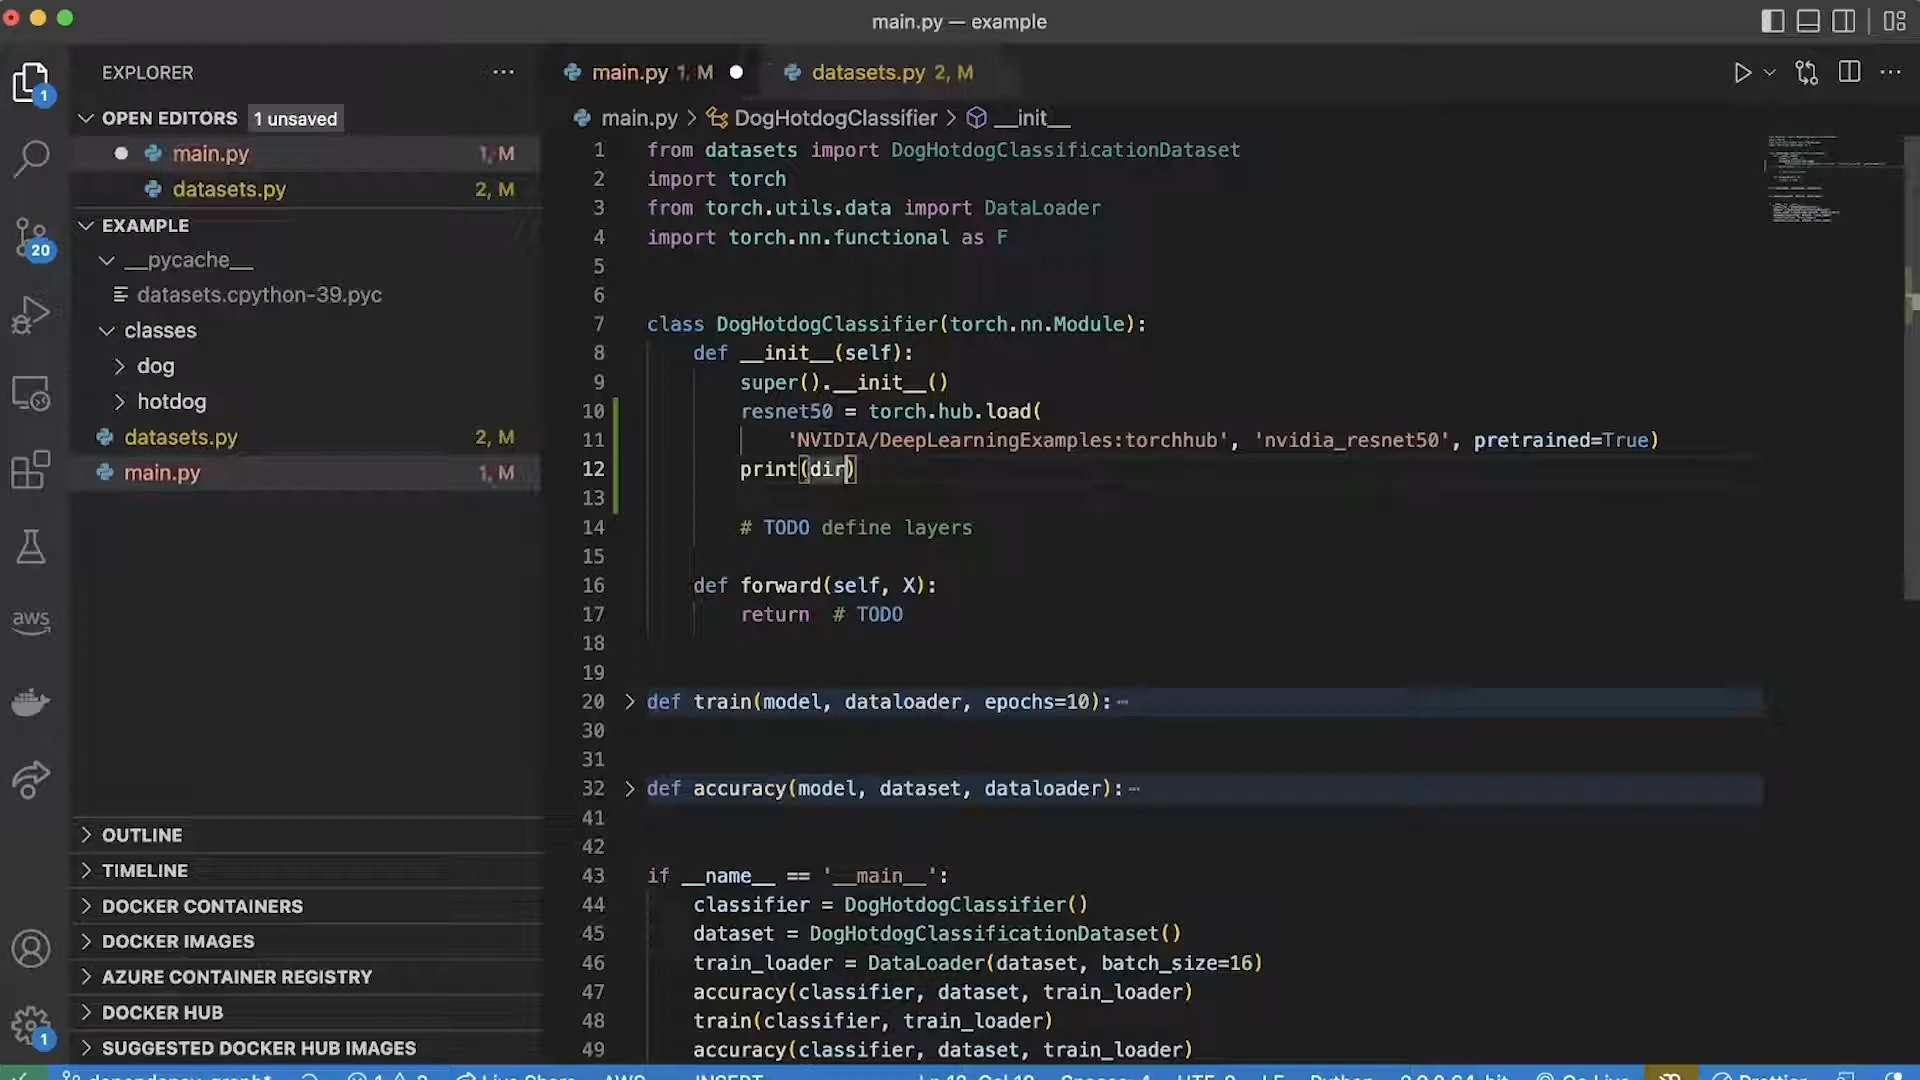 main.py — example
EXPLORER
OPEN EDITORS 1 unsaved
main.py 1, M
datasets.py 2, M
EXAMPLE
__pycache__
datasets.cpython-39.pyc
classes
dog
hotdog
datasets.py 2, M
main.py 1, M
OUTLINE
TIMELINE
DOCKER CONTAINERS
DOCKER IMAGES
AZURE CONTAINER REGISTRY
DOCKER HUB
SUGGESTED DOCKER HUB IMAGES
1
20
aws
1
main.py 1, M datasets.py 2, M
main.py > DogHotdogClassifier > __init__
1 from datasets import DogHotdogClassificationDataset
2 import torch
3 from torch.utils.data import DataLoader
4 import torch.nn.functional as F
5
6
7 class DogHotdogClassifier(torch.nn.Module):
8 def __init__(self):
9 super().__init__()
10 resnet50 = torch.hub.load(
11 'NVIDIA/DeepLearningExamples:torchhub', 'nvidia_resnet50', pretrained=True)
12 print(dir)
13
14 # TODO define layers
15
16 def forward(self, X):
17 return # TODO
18
19
20 def train(model, dataloader, epochs=10):
30
31
32 def accuracy(model, dataset, dataloader):
41
42
43 if __name__ == '__main__':
44 classifier = DogHotdogClassifier()
45 dataset = DogHotdogClassificationDataset()
46 train_loader = DataLoader(dataset, batch_size=16)
47 accuracy(classifier, dataset, train_loader)
48 train(classifier, train_loader)
49 accuracy(classifier, dataset, train_loader)